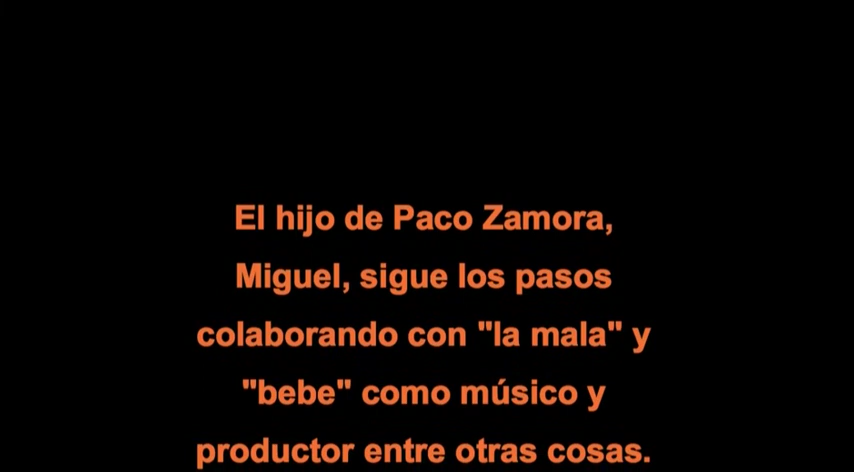 El hijo de Paco Zamora,
Miguel, sigue los pasos
colaborando con "la mala" y
"bebe" como músico y
productor entre otras cosas.